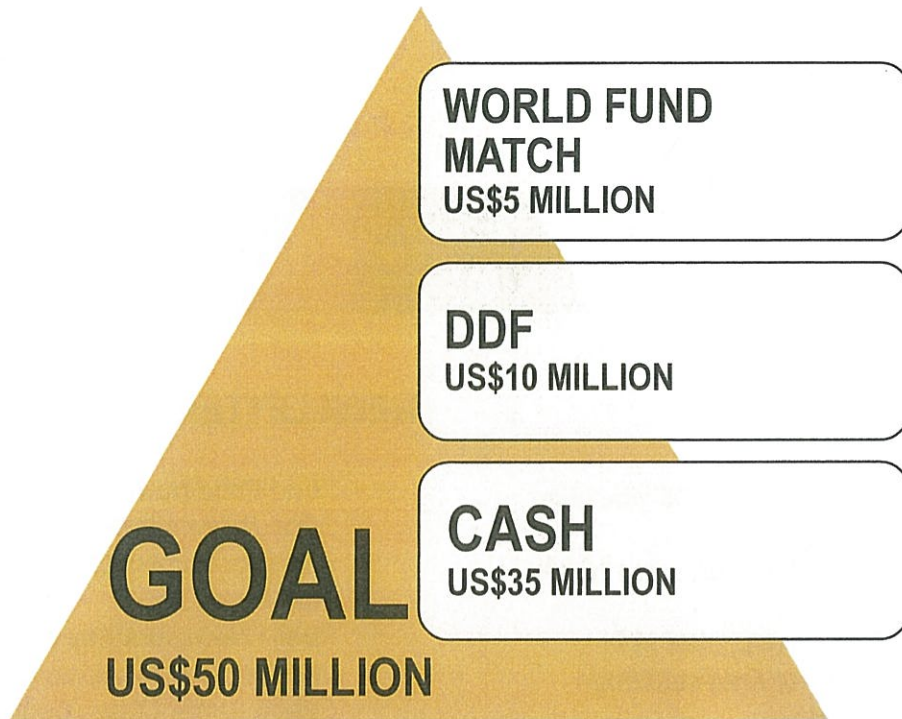 WORLD FUND
MATCH
US$5 MILLION
DDF
US$10 MILLION
CASH
US$35 MILLION
GOAL
US$50 MILLION